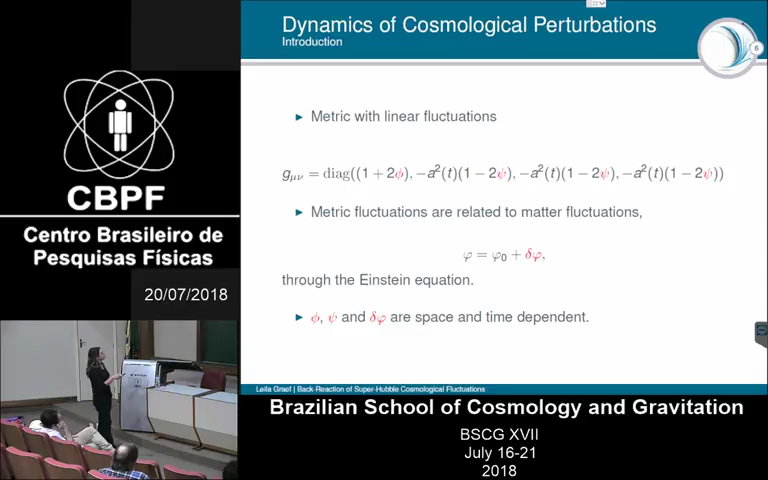 Dynamics of Cosmological Perturbations
Introduction
6
► Metric with linear fluctuations
gμν = diag((1 + 2ϕ), −a²(t)(1 − 2ψ), −a²(t)(1 − 2ψ), −a²(t)(1 − 2ψ))
► Metric fluctuations are related to matter fluctuations,
φ = φ₀ + δφ,
through the Einstein equation.
► ϕ, ψ and δφ are space and time dependent.
Leila Graef | Back-Reaction of Super-Hubble Cosmological Fluctuations
CBPF
Centro Brasileiro de
Pesquisas Físicas
20/07/2018
Brazilian School of Cosmology and Gravitation
BSCG XVII
July 16-21
2018